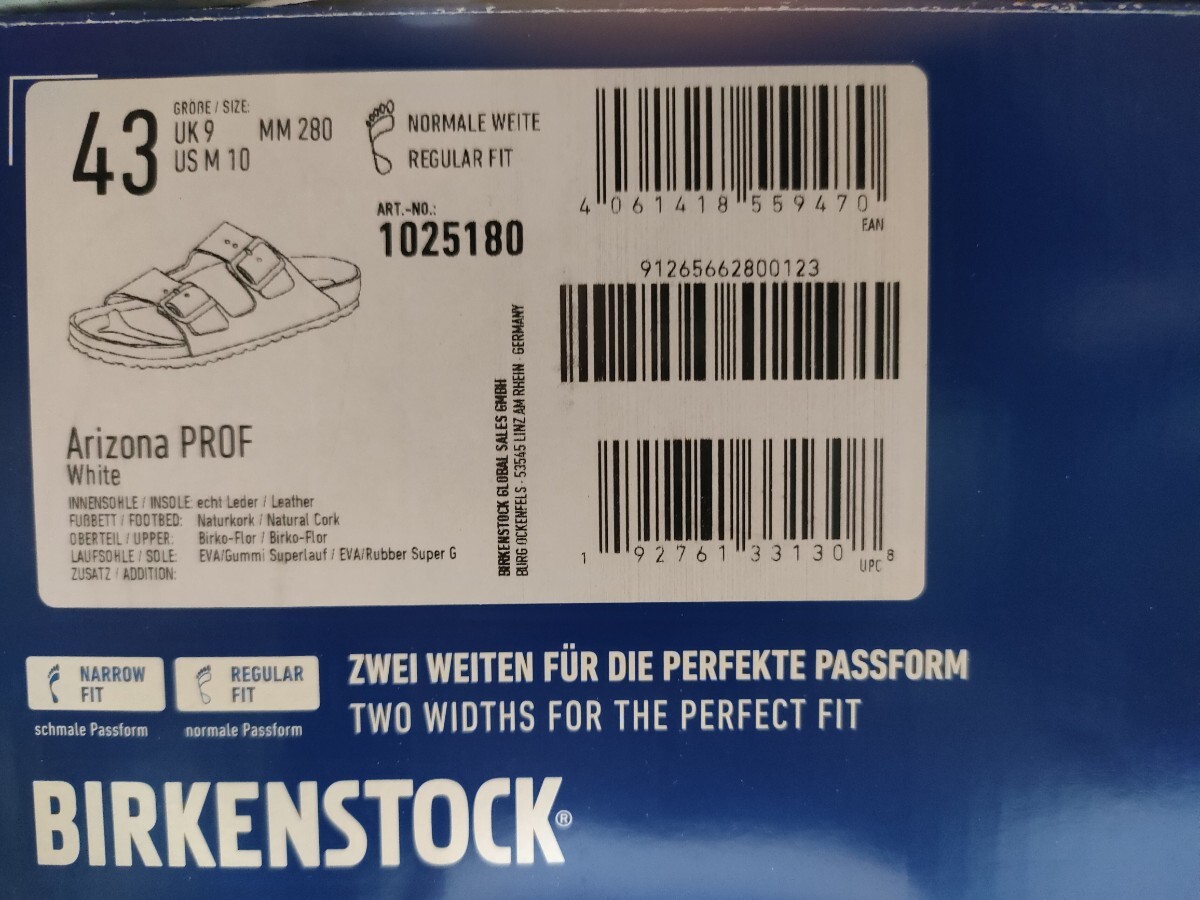 43
GRÖßE / SIZE:
UK 9 MM 280
US M 10
NORMALE WEITE
REGULAR FIT
ART.-NO.:
1025180
4 061418 559470
EAN
91265662800123
BIRKENSTOCK GLOBAL SALES GMBH
BURG OCKENFELS - 53545 LINZ AM RHEIN - GERMANY
Arizona PROF
White
INNENSOHLE / INSOLE: echt Leder / Leather
FUßBETT / FOOTBED: Naturkork / Natural Cork
OBERTEIL / UPPER: Birko-Flor / Birko-Flor
LAUFSOHLE / SOLE: EVA/Gummi Superlauf / EVA/Rubber Super G
ZUSATZ / ADDITION:
1 92761 33130 8
UPC
NARROW
FIT
schmale Passform
REGULAR
FIT
normale Passform
ZWEI WEITEN FÜR DIE PERFEKTE PASSFORM
TWO WIDTHS FOR THE PERFECT FIT
BIRKENSTOCK®